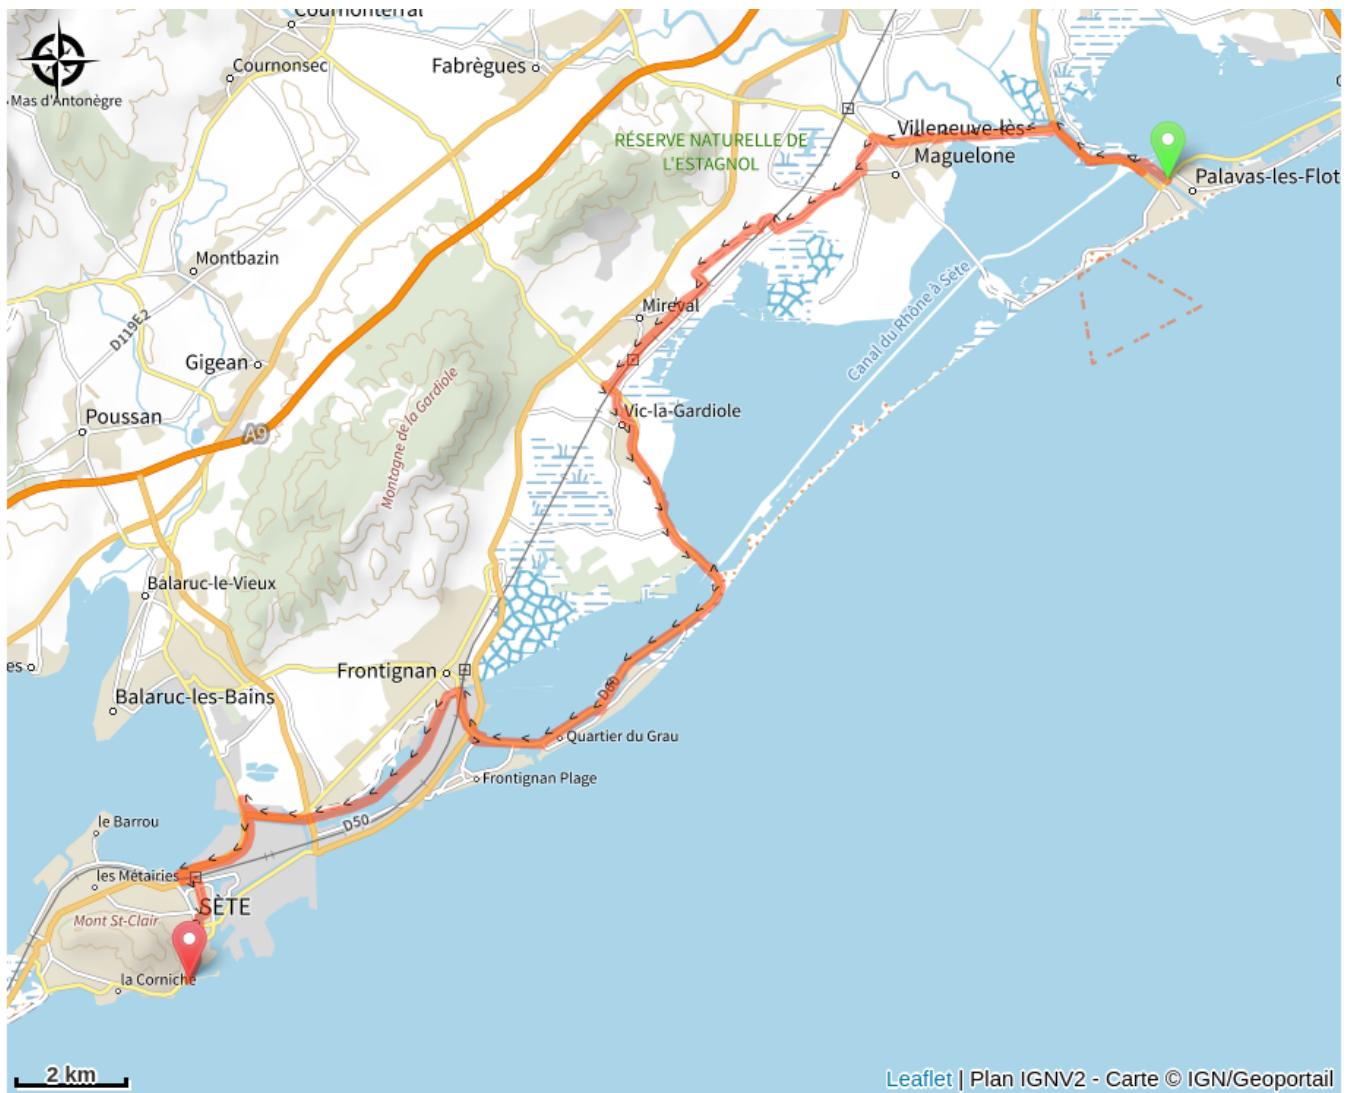 Cournonterral
Cournonsec
Fabrègues
Mas d'Antonègre
RÉSERVE NATURELLE DE
L'ESTAGNOL
Villeneuve-lès-
Maguelone
Palavas-les-Flot
Montbazin
D119E2
Mireval
Canal du Rhône à Sète
Gigean
Montagne de la Gardiole
Poussan
Vic-la-Gardiole
A9
Balaruc-le-Vieux
es
Frontignan
D60
Balaruc-les-Bains
Quartier du Grau
Frontignan Plage
le Barrou
D50
les Métairies
SÈTE
Mont St-Clair
la Corniche
2 km
Leaflet | Plan IGNV2 - Carte © IGN/Geoportail